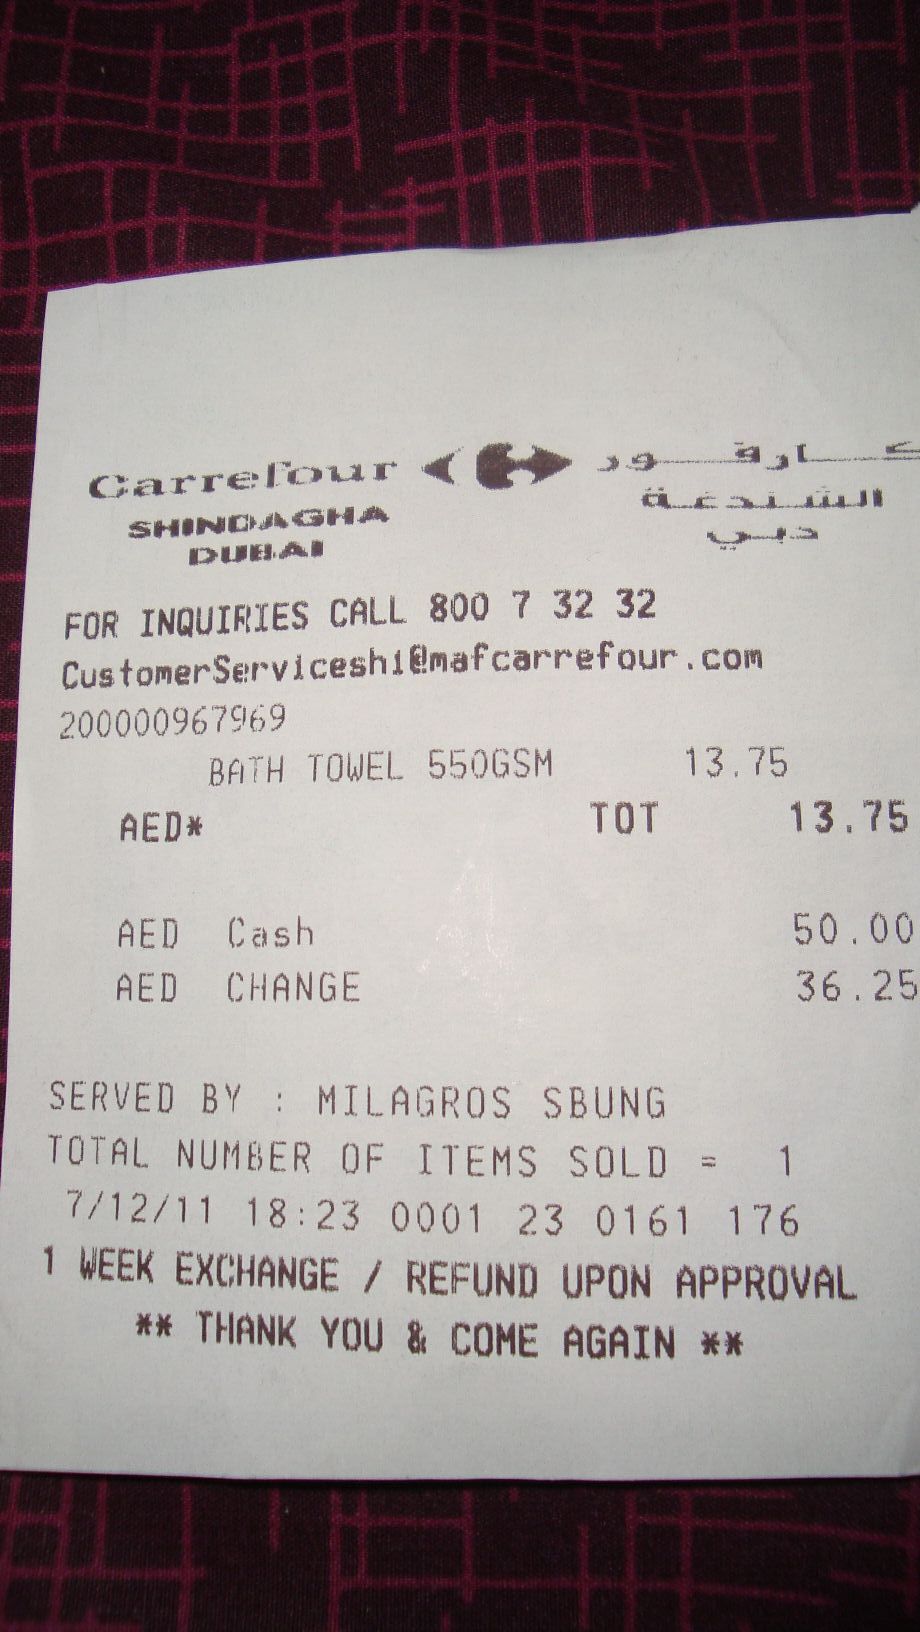 Carrefour كارفور
SHINDAGHA الشندغة
DUBAI دبي
FOR INQUIRIES CALL 800 7 32 32
CustomerServiceshi@mafcarrefour.com
200000967969
BATH TOWEL 550GSM 13.75
AED* TOT 13.75
AED Cash 50.00
AED CHANGE 36.25
SERVED BY : MILAGROS SBUNG
TOTAL NUMBER OF ITEMS SOLD = 1
7/12/11 18:23 0001 23 0161 176
1 WEEK EXCHANGE / REFUND UPON APPROVAL
** THANK YOU & COME AGAIN **